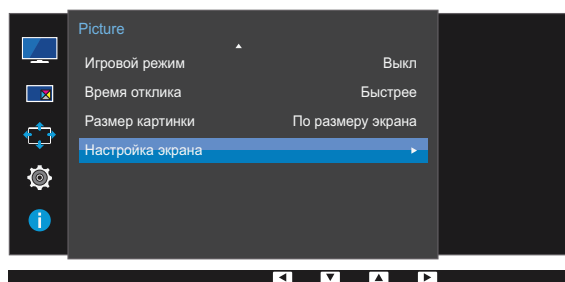 Picture
Игровой режим Выкл
Время отклика Быстрее
Размер картинки По размеру экрана
Настройка экрана